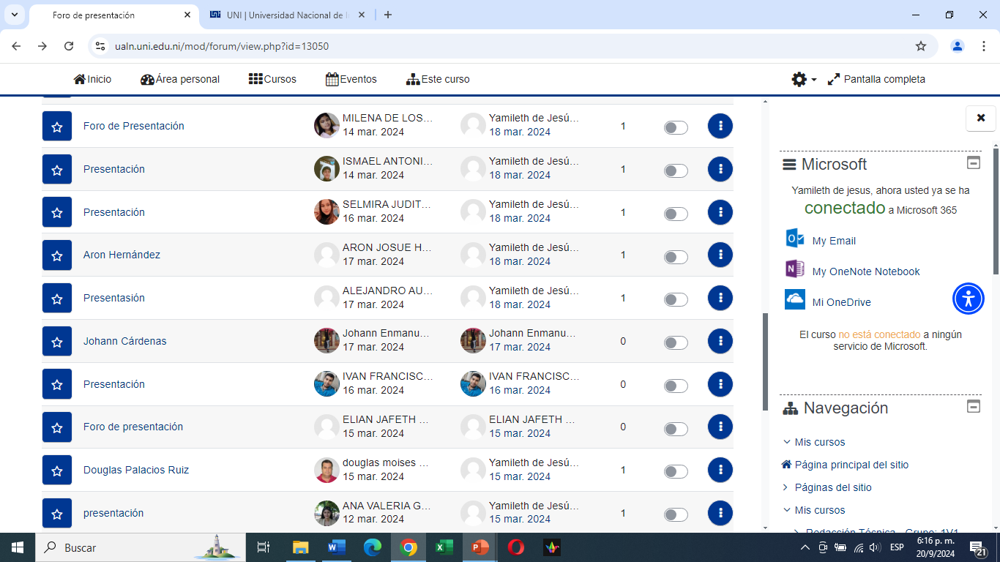 Foro de presentación
UNI | Universidad Nacional de I
ualn.uni.edu.ni/mod/forum/view.php?id=13050
Inicio
Área personal
Cursos
Eventos
Este curso
Pantalla completa
Foro de Presentación
MILENA DE LOS...
14 mar. 2024
Yamileth de Jesú...
18 mar. 2024
1
Presentación
ISMAEL ANTONI...
14 mar. 2024
Yamileth de Jesú...
18 mar. 2024
1
Presentación
SELMIRA JUDIT...
16 mar. 2024
Yamileth de Jesú...
18 mar. 2024
1
Aron Hernández
ARON JOSUE H...
17 mar. 2024
Yamileth de Jesú...
18 mar. 2024
1
Presentasión
ALEJANDRO AU...
17 mar. 2024
Yamileth de Jesú...
18 mar. 2024
1
Johann Cárdenas
Johann Enmanu...
17 mar. 2024
Johann Enmanu...
17 mar. 2024
0
Presentación
IVAN FRANCISC...
16 mar. 2024
IVAN FRANCISC...
16 mar. 2024
0
Foro de presentación
ELIAN JAFETH ...
15 mar. 2024
ELIAN JAFETH ...
15 mar. 2024
0
Douglas Palacios Ruiz
douglas moises ...
15 mar. 2024
Yamileth de Jesú...
15 mar. 2024
1
presentación
ANA VALERIA G...
12 mar. 2024
Yamileth de Jesú...
15 mar. 2024
1
Microsoft
Yamileth de jesus, ahora usted ya se ha
conectado a Microsoft 365
My Email
My OneNote Notebook
Mi OneDrive
El curso no está conectado a ningún
servicio de Microsoft.
Navegación
Mis cursos
Página principal del sitio
Páginas del sitio
Mis cursos
Redacción Técnica - Grupo: 1V1
Buscar
ESP
6:16 p. m.
20/9/2024
21